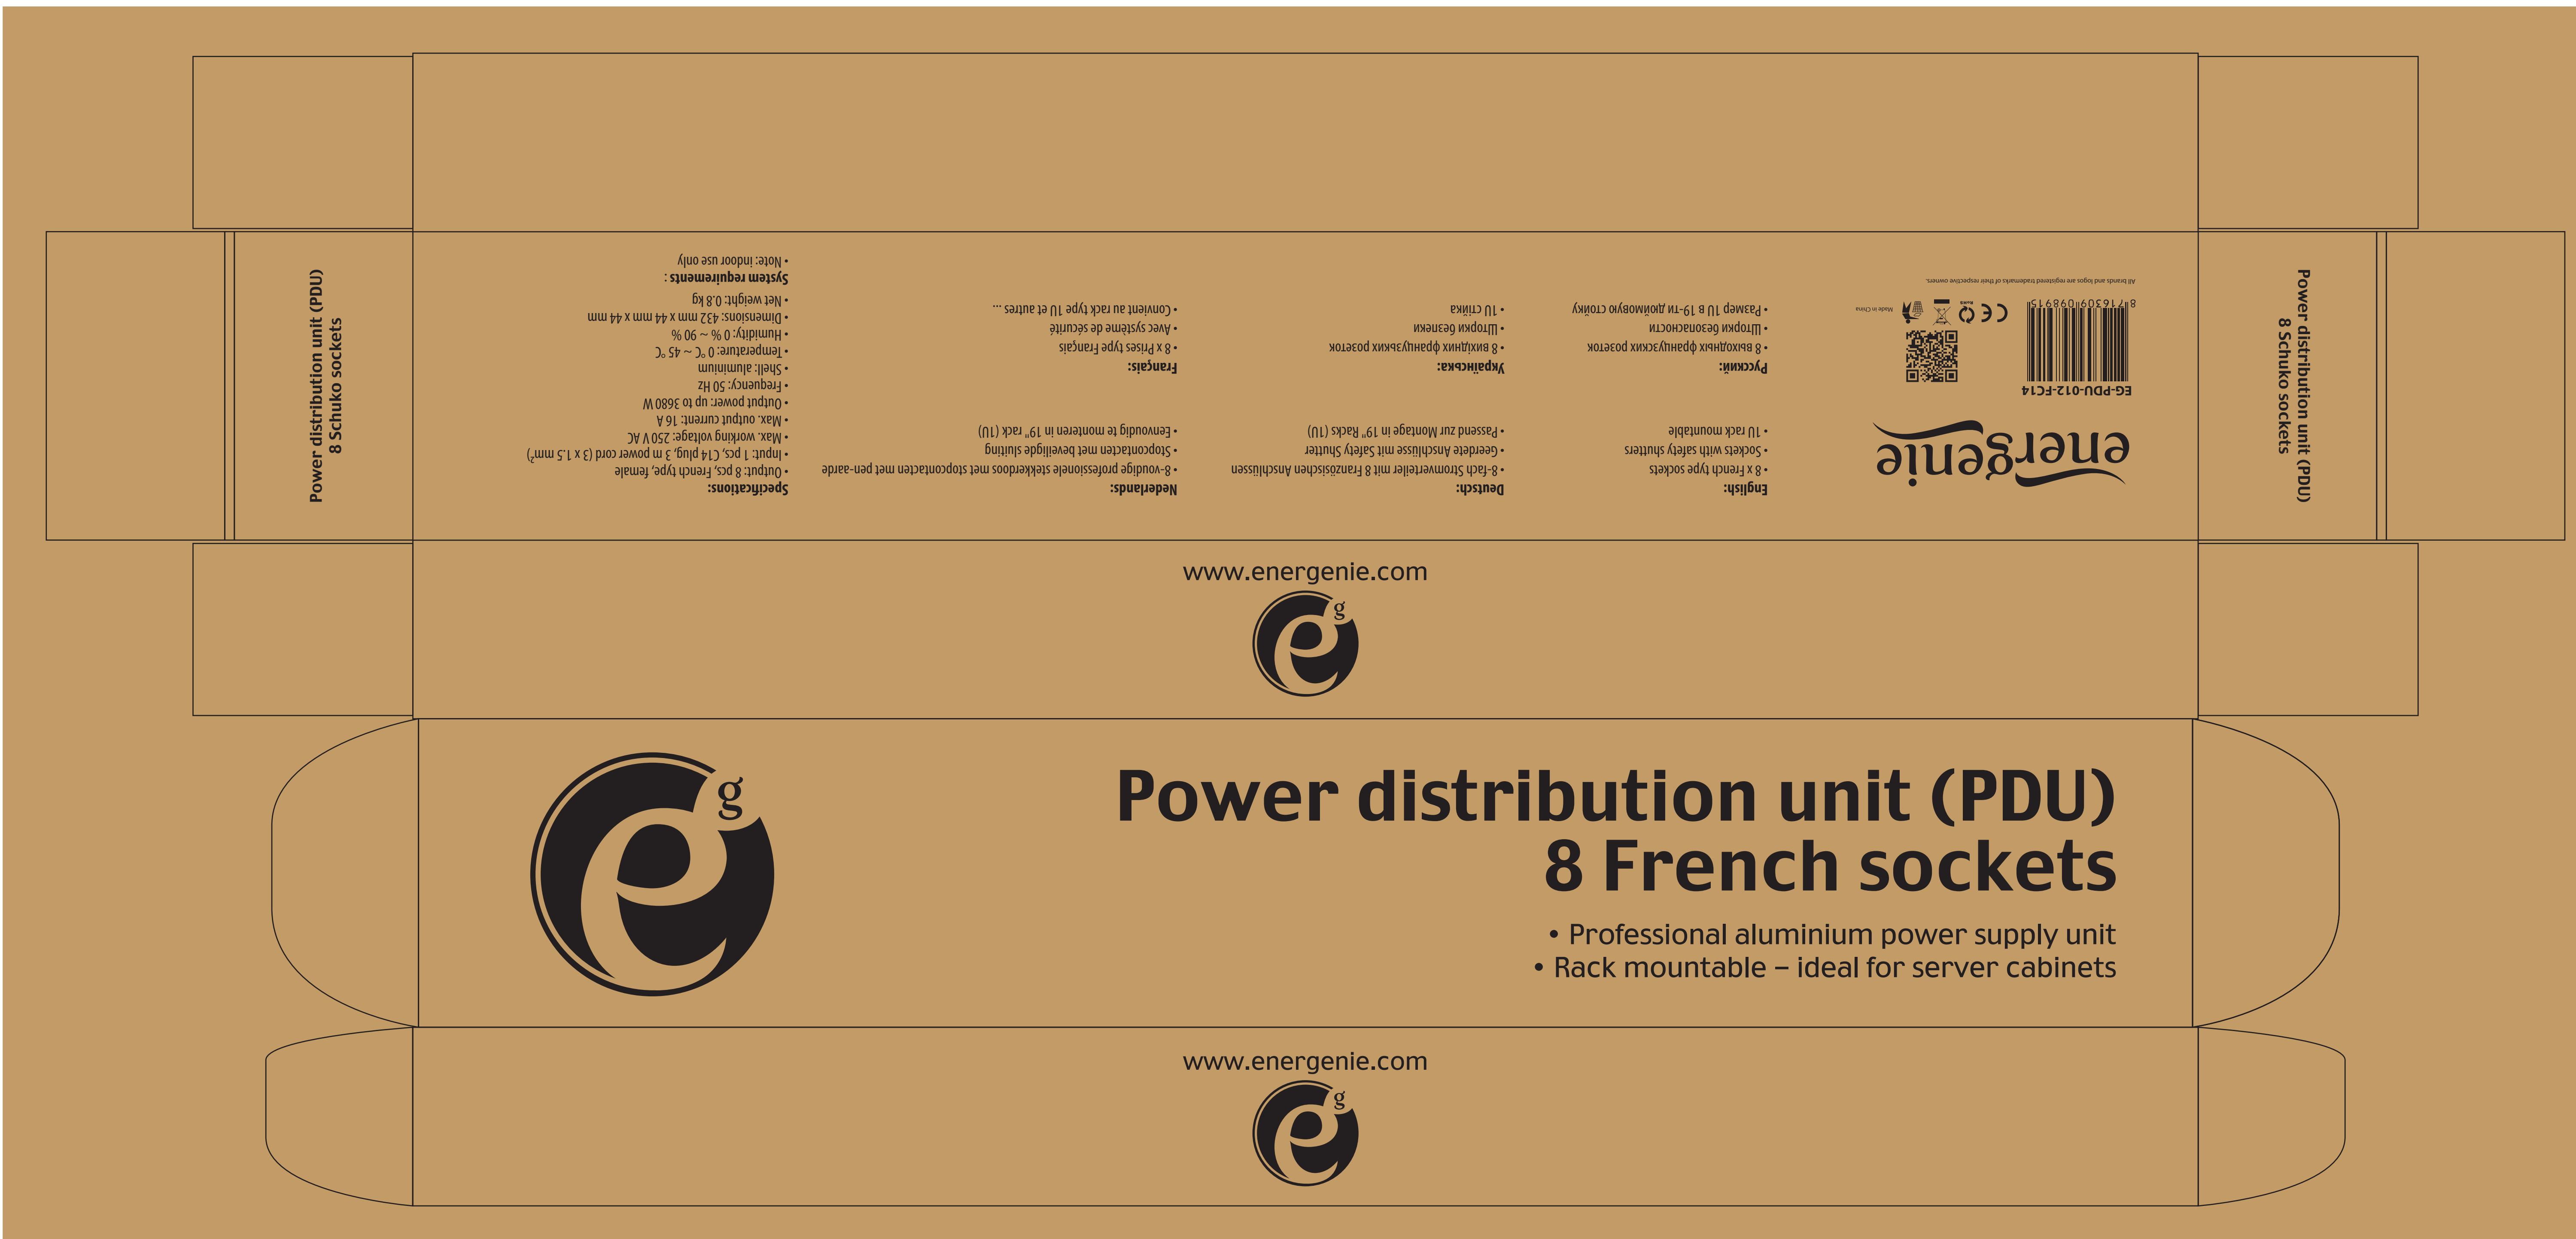 Power distribution unit (PDU)
8 Schuko sockets
energenie
EG-PDU-012-FC14
8 716309 098915
CE
RoHS
Made in China
All brands and logos are registered trademarks of their respective owners.
English:
• 8 x French type sockets
• Sockets with safety shutters
• 1U rack mountable
Русский:
• 8 выходных французских розеток
• Шторки безопасности
• Размер 1U в 19-ти дюймовую стойку
Deutsch:
• 8-fach Stromverteiler mit 8 Französischen Anschlüssen
• Geerdete Anschlüsse mit Safety Shutter
• Passend zur Montage in 19" Racks (1U)
Українська:
• 8 вихідних французьких розеток
• Шторки безпеки
• 1U стійка
Nederlands:
• 8-voudige professionele stekkerdoos met stopcontacten met pen-aarde
• Stopcontacten met beveiligde sluiting
• Eenvoudig te monteren in 19" rack (1U)
Français:
• 8 x Prises type Français
• Avec système de sécurité
• Convient au rack type 1U et autres ...
Specifications:
• Output: 8 pcs, French type, female
• Input: 1 pcs, C14 plug, 3 m power cord (3 x 1.5 mm²)
• Max. working voltage: 250 V AC
• Max. output current: 16 A
• Output power: up to 3680 W
• Frequency: 50 Hz
• Shell: aluminium
• Temperature: 0 °C ~ 45 °C
• Humidity: 0 % ~ 90 %
• Dimensions: 432 mm x 44 mm x 44 mm
• Net weight: 0.8 kg
System requirements :
• Note: indoor use only
Power distribution unit (PDU)
8 Schuko sockets
www.energenie.com
e g
e g
Power distribution unit (PDU)
8 French sockets
• Professional aluminium power supply unit
• Rack mountable – ideal for server cabinets
www.energenie.com
e g